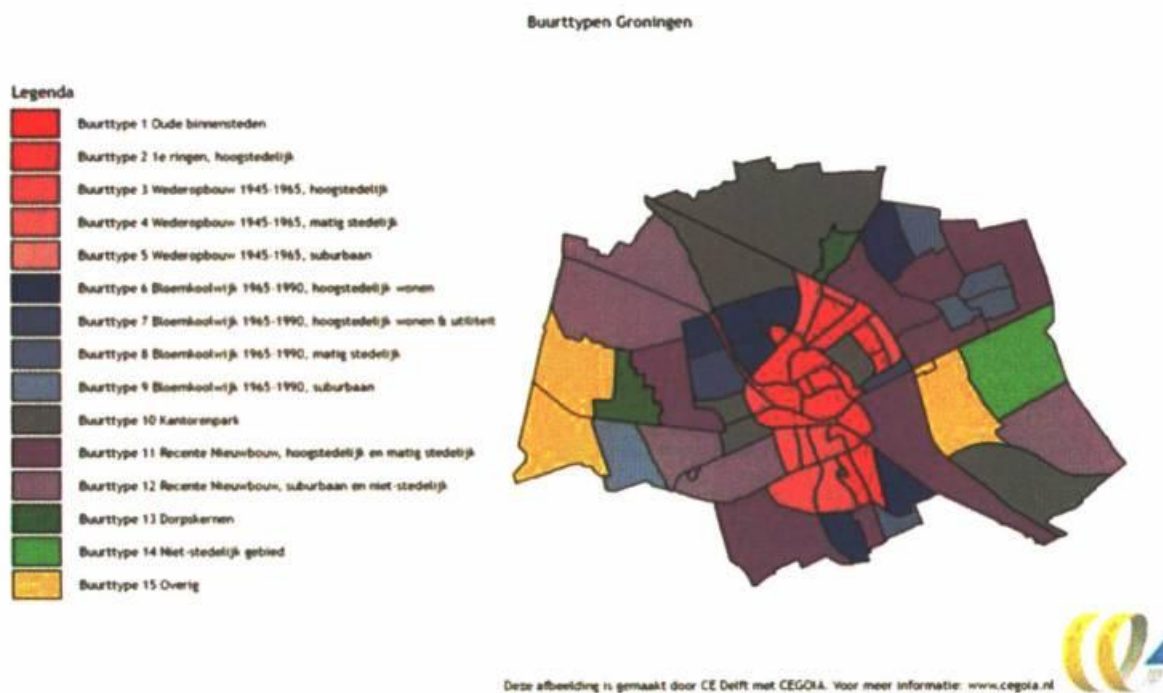 Buurttypen Groningen
Legenda
Buurttype 1 Oude binnensteden
Buurttype 2 1e ringen, hoogstedelijk
Buurttype 3 Wederopbouw 1945-1965, hoogstedelijk
Buurttype 4 Wederopbouw 1945-1965, matig stedelijk
Buurttype 5 Wederopbouw 1945-1965, suburbaan
Buurttype 6 Bloemkoolwijk 1965-1990, hoogstedelijk wonen
Buurttype 7 Bloemkoolwijk 1965-1990, hoogstedelijk wonen & utiliteit
Buurttype 8 Bloemkoolwijk 1965-1990, matig stedelijk
Buurttype 9 Bloemkoolwijk 1965-1990, suburbaan
Buurttype 10 Kantorenpark
Buurttype 11 Recente Nieuwbouw, hoogstedelijk en matig stedelijk
Buurttype 12 Recente Nieuwbouw, suburbaan en niet-stedelijk
Buurttype 13 Dorpskernen
Buurttype 14 Niet-stedelijk gebied
Buurttype 15 Overig
Deze afbeelding is gemaakt door CE Delft met CEGOIA. Voor meer informatie: www.cegoia.nl